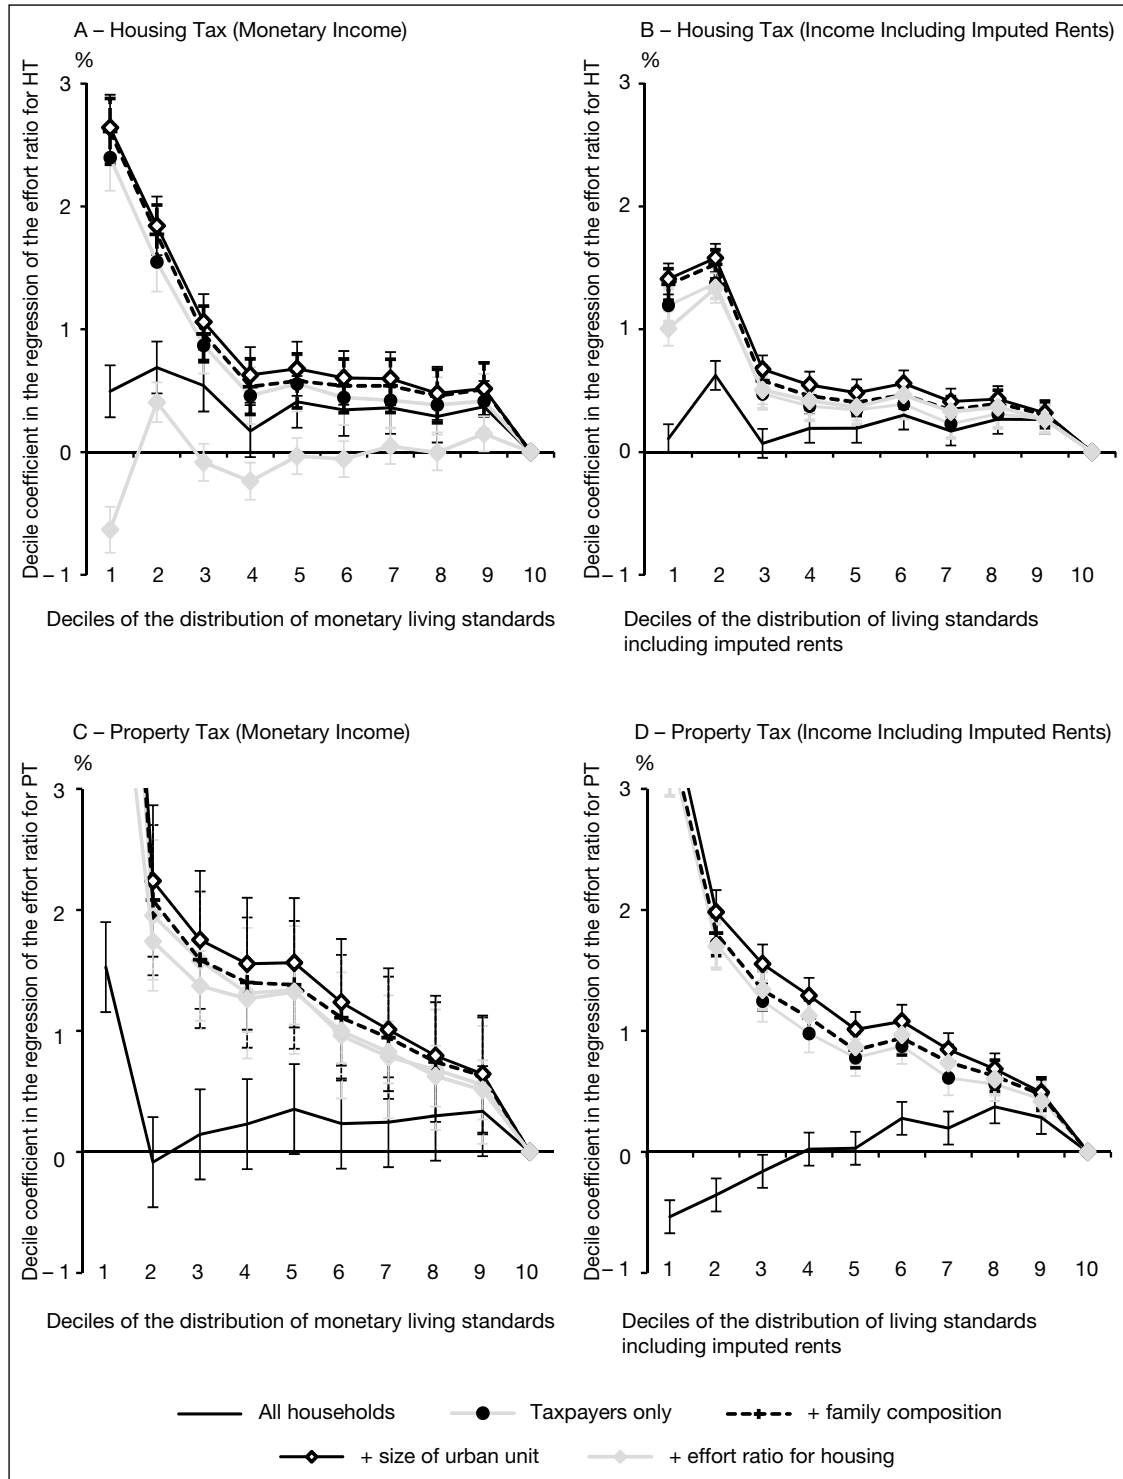 A – Housing Tax (Monetary Income)
%
Decile coefficient in the regression of the effort ratio for HT
3
2
1
0
– 1
1 2 3 4 5 6 7 8 9 10
Deciles of the distribution of monetary living standards
B – Housing Tax (Income Including Imputed Rents)
%
Decile coefficient in the regression of the effort ratio for HT
3
2
1
0
– 1
1 2 3 4 5 6 7 8 9 10
Deciles of the distribution of living standards
including imputed rents
C – Property Tax (Monetary Income)
%
Decile coefficient in the regression of the effort ratio for PT
3
2
1
0
– 1
1 2 3 4 5 6 7 8 9 10
Deciles of the distribution of monetary living standards
D – Property Tax (Income Including Imputed Rents)
%
Decile coefficient in the regression of the effort ratio for PT
3
2
1
0
– 1
1 2 3 4 5 6 7 8 9 10
Deciles of the distribution of living standards
including imputed rents
All households Taxpayers only + family composition
+ size of urban unit + effort ratio for housing